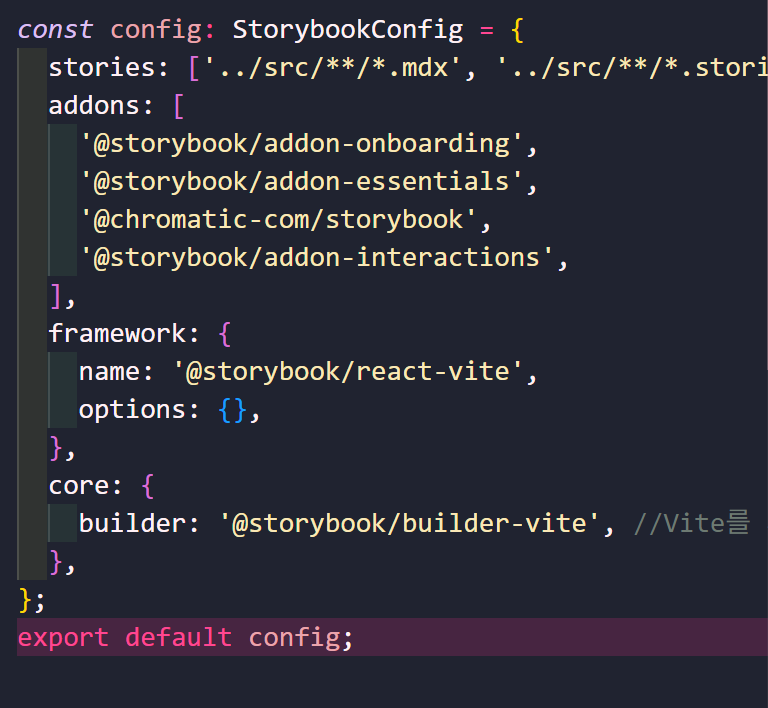 const config: StorybookConfig = {
  stories: ['../src/**/*.mdx', '../src/**/*.stori
  addons: [
    '@storybook/addon-onboarding',
    '@storybook/addon-essentials',
    '@chromatic-com/storybook',
    '@storybook/addon-interactions',
  ],
  framework: {
    name: '@storybook/react-vite',
    options: {},
  },
  core: {
    builder: '@storybook/builder-vite', //Vite를
  },
};
export default config;